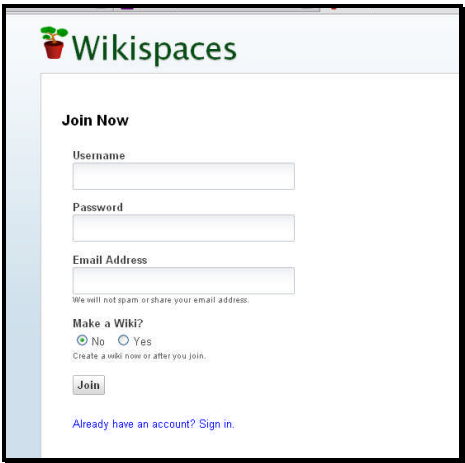 Wikispaces
Join Now
Username
Password
Email Address
We will not spam or share your email address.
Make a Wiki?
No Yes
Create a wiki now or after you join.
Join
Already have an account? Sign in.